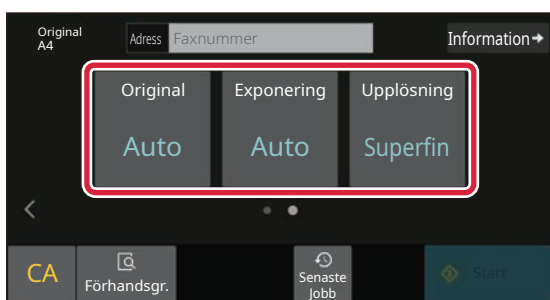 Original
A4
Adress Faxnummer
Information
Original Exponering Upplösning
Auto Auto Superfin
CA
Förhandsgr.
Senaste
Jobb
Start